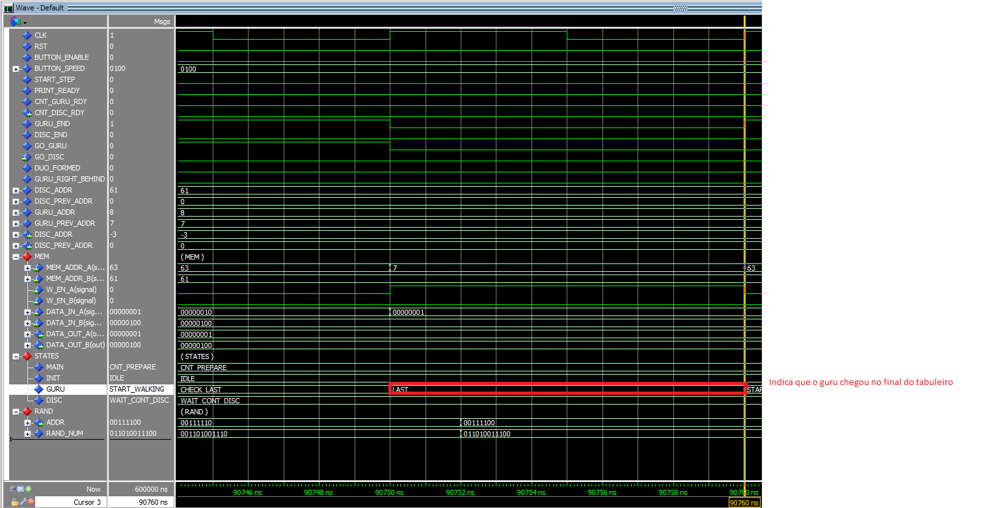 Wave - Default
Msgs
CLK 1
RST 0
BUTTON_ENABLE 0
BUTTON_SPEED 0100 0100
START_STEP 0
PRINT_READY 0
CNT_GURU_RDY 0
CNT_DISC_RDY 0
GURU_END 1
DISC_END 0
GO_GURU 0
GO_DISC 0
DUO_FORMED 0
GURU_RIGHT_BEHIND 0
DISC_ADDR 61 61
DISC_PREV_ADDR 0 0
GURU_ADDR 8 8
GURU_PREV_ADDR 7 7
DISC_ADDR -3 -3
DISC_PREV_ADDR 0 0
MEM (MEM)
MEM_ADDR_A(s... 63 63 7 63
MEM_ADDR_B(s... 61 61
W_EN_A(signal) 0
W_EN_B(signal) 0
DATA_IN_A(sig... 00000001 00000010 00000001
DATA_IN_B(sig... 00000100 00000100
DATA_OUT_A(o... 00000001 00000001
DATA_OUT_B(out) 00000100 00000100
STATES (STATES)
MAIN CNT_PREPARE CNT_PREPARE
INIT IDLE IDLE
GURU START_WALKING CHECK_LAST LAST STAR
Indica que o guru chegou no final do tabuleiro
DISC WAIT_CONT_DISC WAIT_CONT_DISC
RAND (RAND)
ADDR 00111100 00111110 00111100
RAND_NUM 011010011100 001101001110 011010011100
Now 600000 ns 90746 ns 90748 ns 90750 ns 90752 ns 90754 ns 90756 ns 90758 ns 90760 ns
Cursor 3 90760 ns 90760 ns